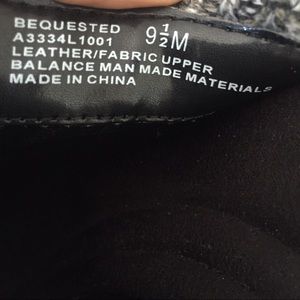 BEQUESTED
A3334L1001 9½M
LEATHER/FABRIC UPPER
BALANCE MAN MADE MATERIALS
MADE IN CHINA